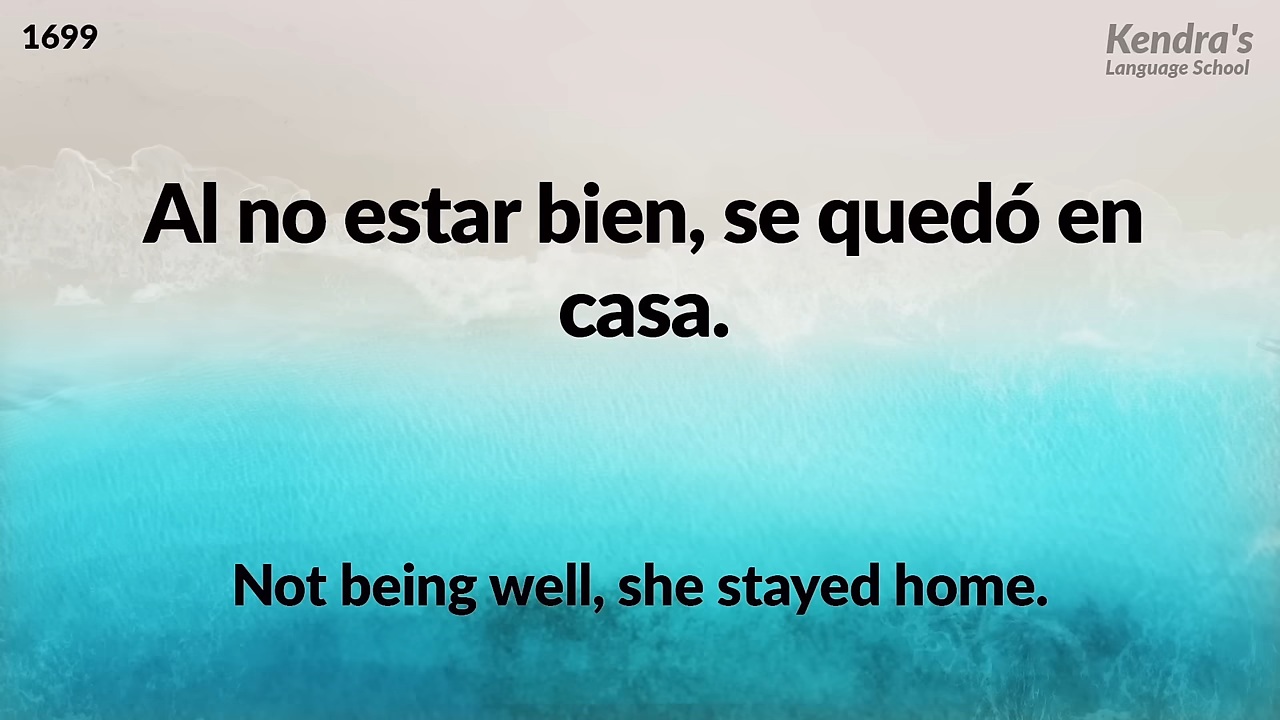 1699
Kendra's
Language School
Al no estar bien, se quedó en
casa.
Not being well, she stayed home.